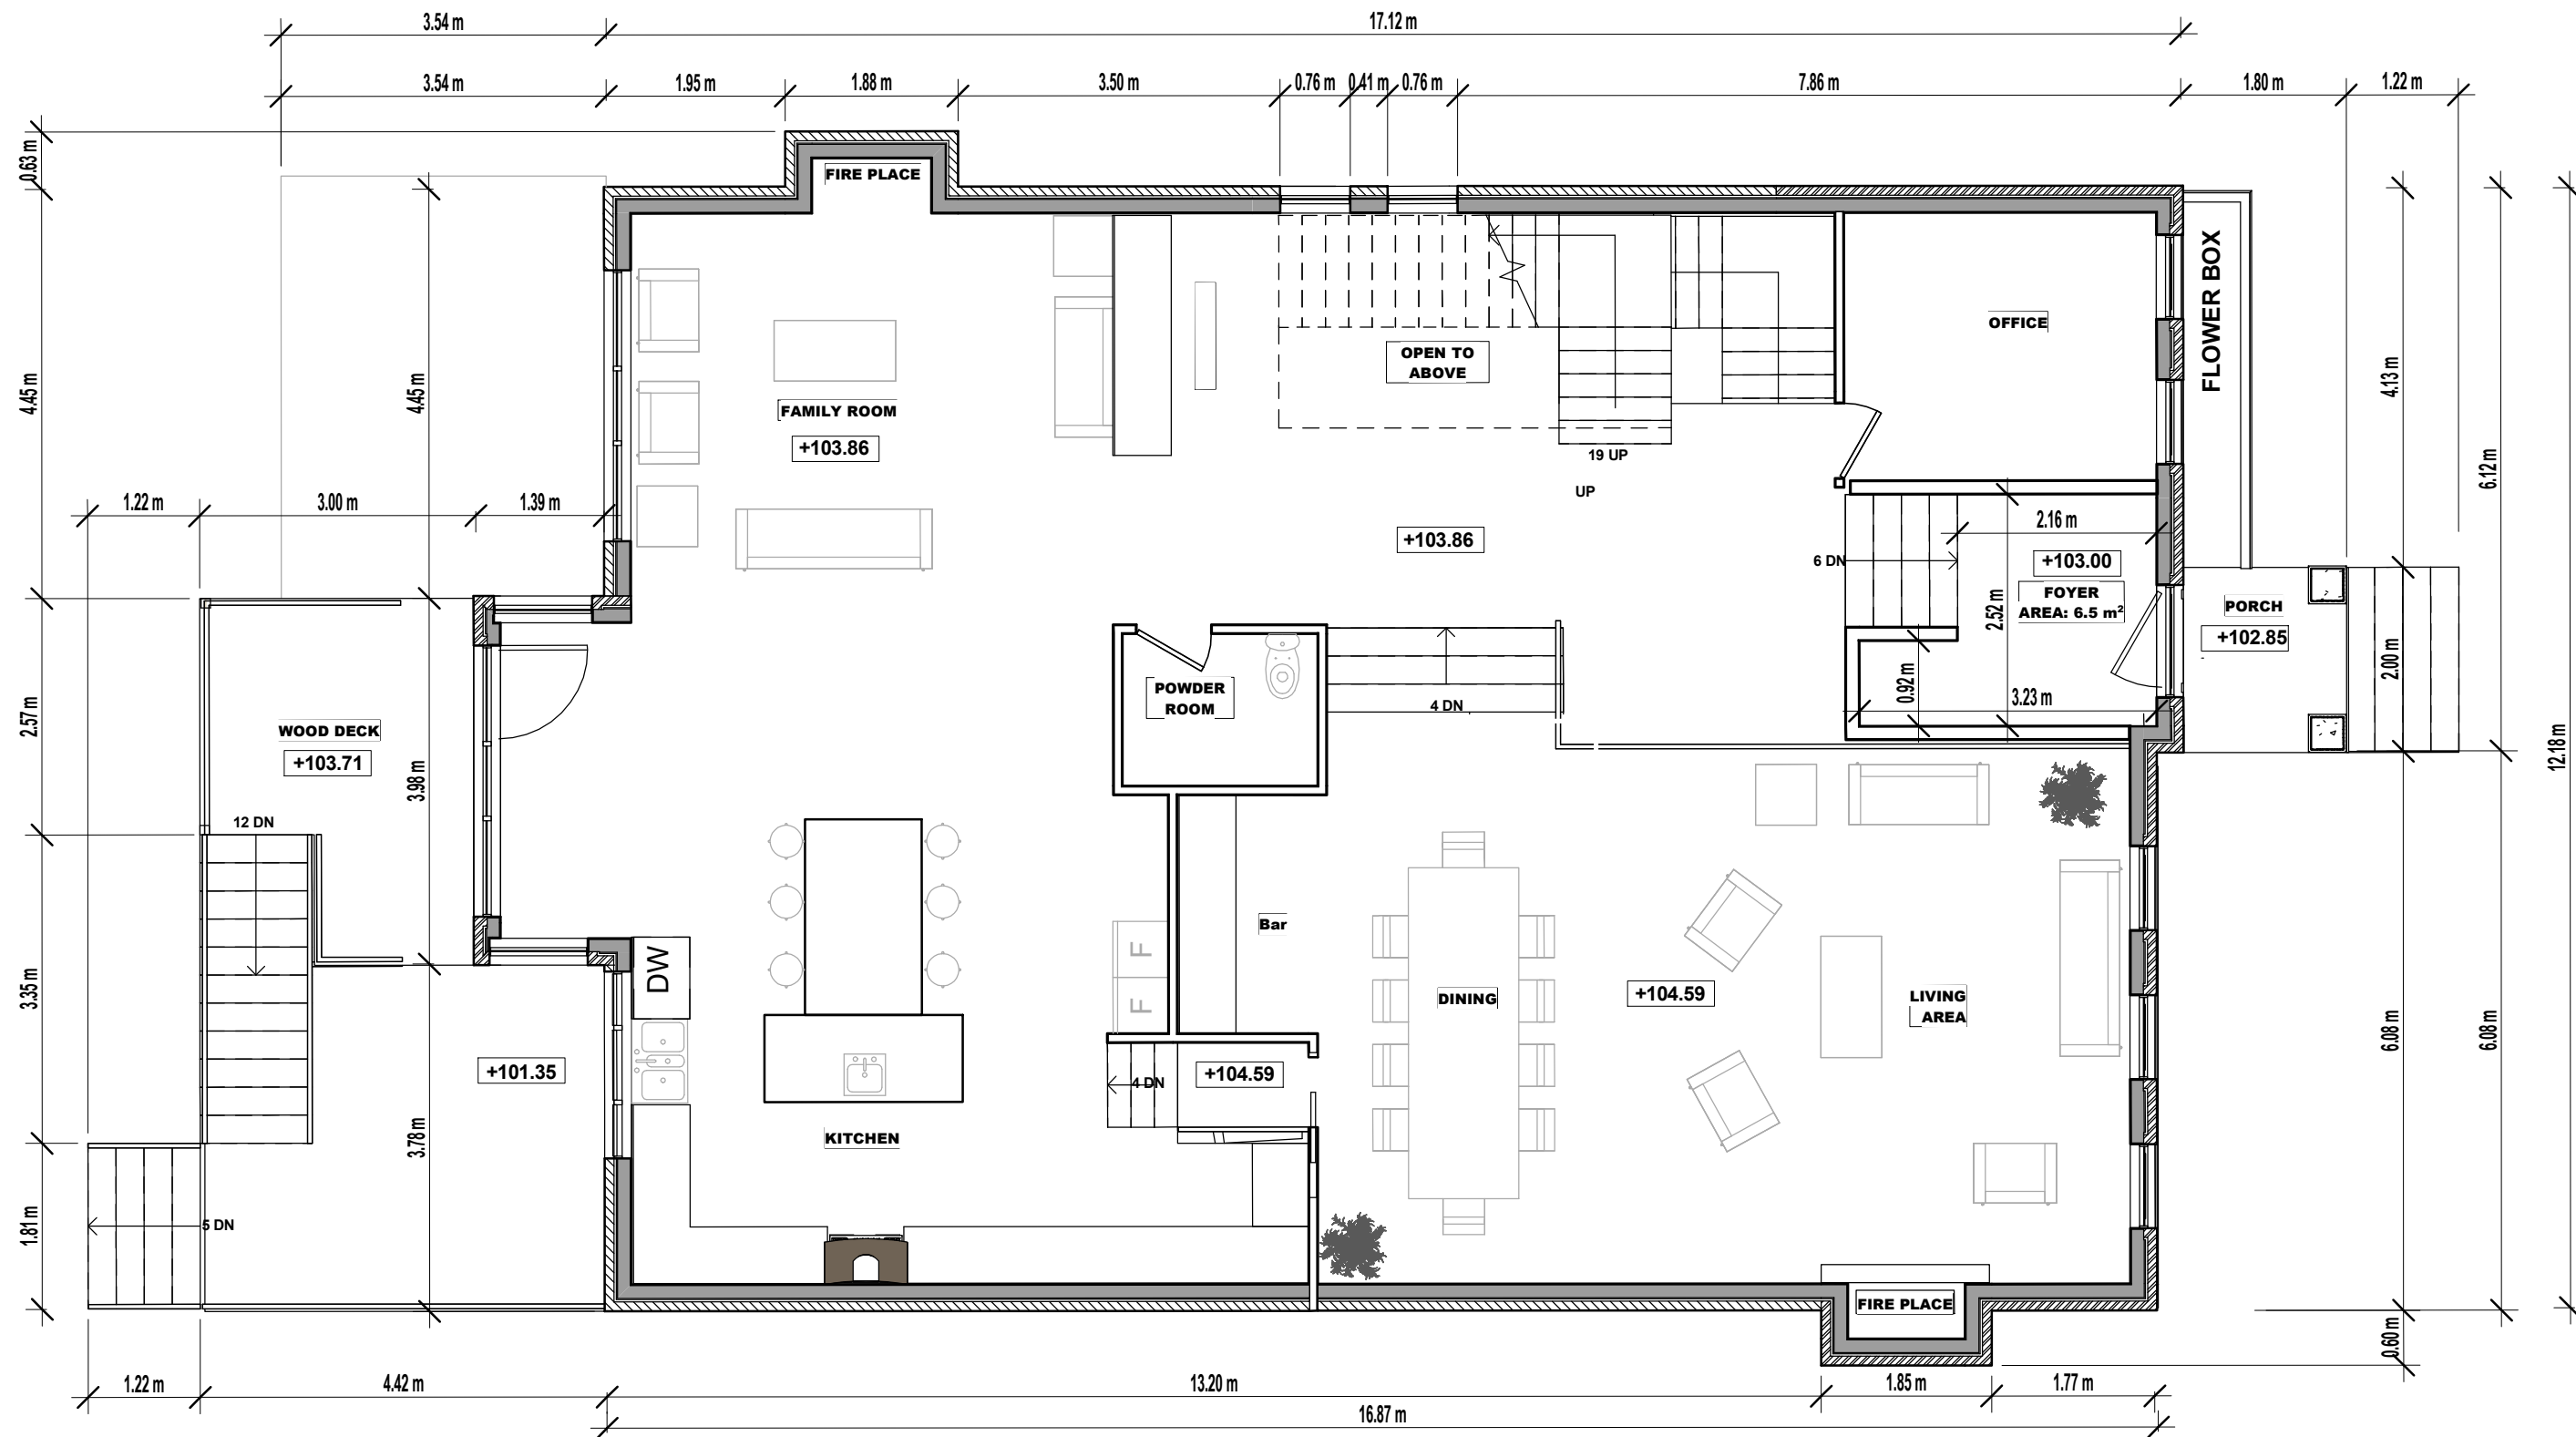 3.54 m
17.12 m
3.54 m
1.95 m
1.88 m
3.50 m
0.76 m
0.41 m
0.76 m
7.86 m
1.80 m
1.22 m
0.63 m
4.45 m
2.57 m
3.35 m
1.81 m
4.45 m
3.98 m
3.78 m
1.22 m
3.00 m
1.39 m
FIRE PLACE
FAMILY ROOM
+103.86
OPEN TO
ABOVE
19 UP
UP
+103.86
OFFICE
FLOWER BOX
6 DN
2.16 m
+103.00
FOYER
AREA: 6.5 m²
2.52 m
0.92 m
3.23 m
PORCH
+102.85
4.13 m
2.00 m
6.08 m
0.60 m
6.12 m
6.08 m
12.18 m
WOOD DECK
+103.71
12 DN
POWDER
ROOM
4 DN
DW
F
F
Bar
DINING
+104.59
LIVING
AREA
+101.35
KITCHEN
4 DN
+104.59
5 DN
FIRE PLACE
1.22 m
4.42 m
13.20 m
1.85 m
1.77 m
16.87 m